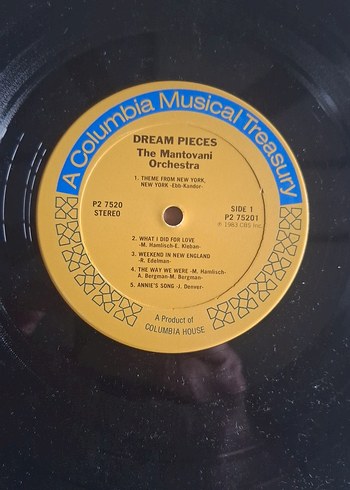 A Columbia Musical Treasury
DREAM PIECES
The Mantovani
Orchestra
1. THEME FROM NEW YORK,
NEW YORK -Ebb-Kander-
P2 7520
STEREO
SIDE 1
P2 75201
℗ 1983 CBS Inc.
2. WHAT I DID FOR LOVE
-M. Hamlisch-E. Kleban-
3. WEEKEND IN NEW ENGLAND
-R. Edelman-
4. THE WAY WE WERE -M. Hamlisch-
A. Bergman-M. Bergman-
5. ANNIE'S SONG -J. Denver-
A Product of
COLUMBIA HOUSE